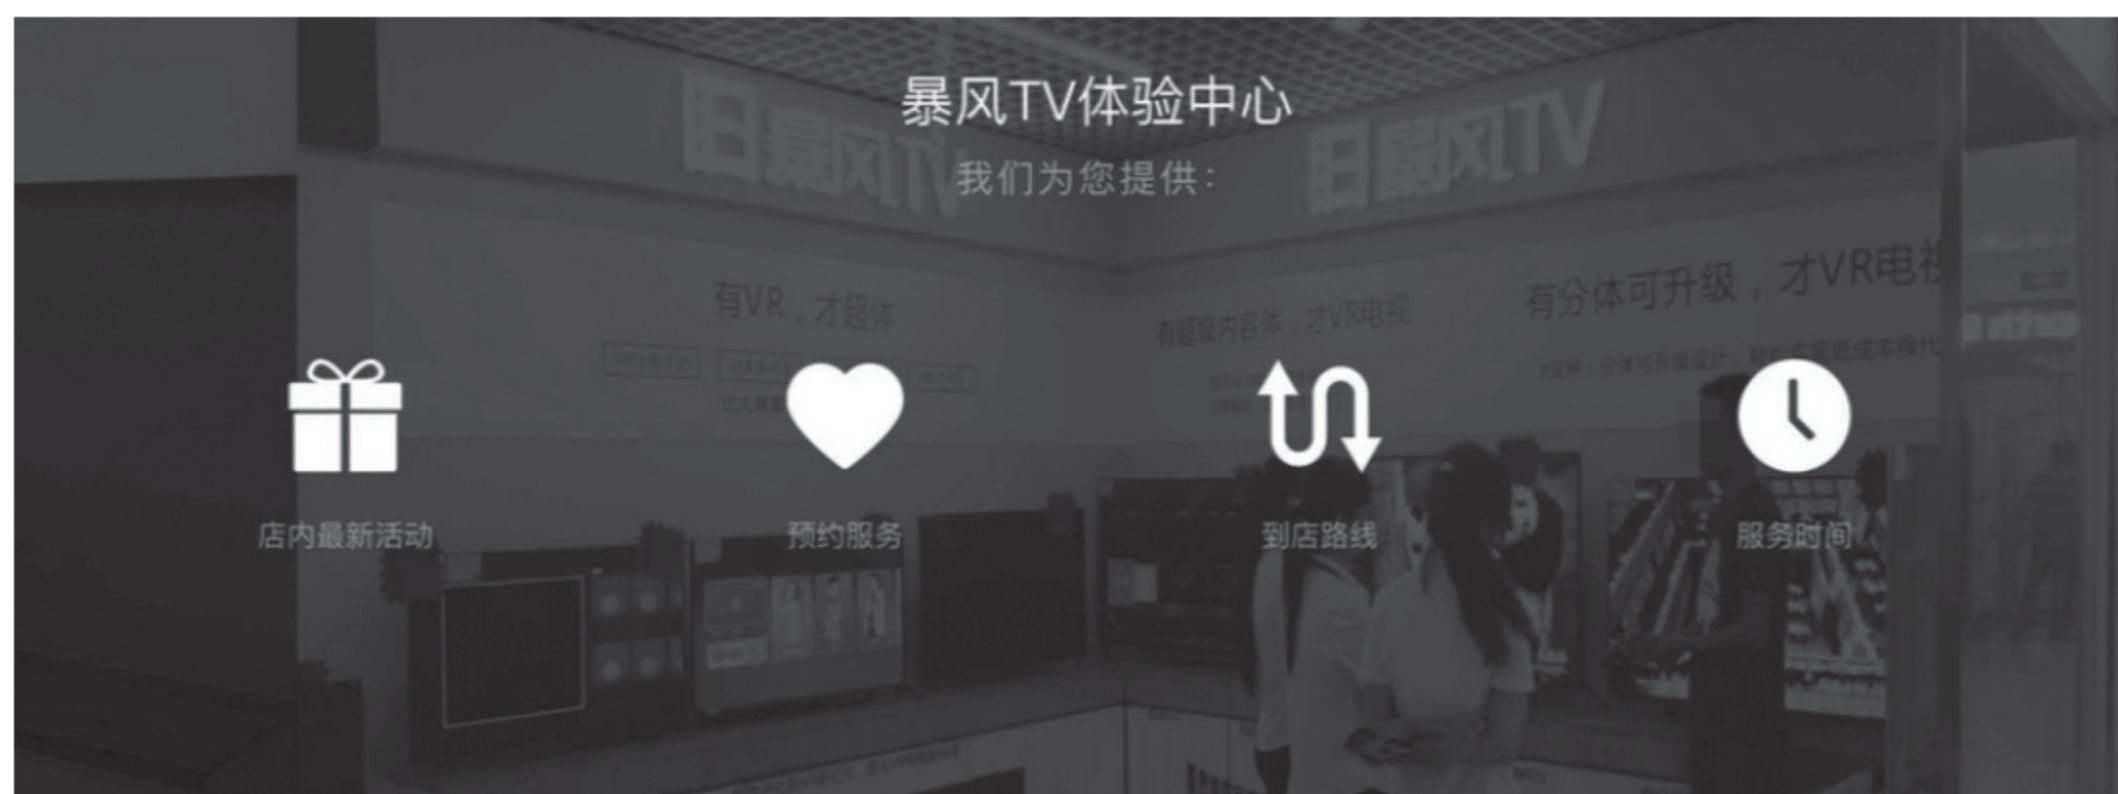 暴风TV体验中心
我们为您提供：
日暴风TV
日暴风TV
有VR，才超体
有超级内容体，才VR电视
有分体可升级，才VR电视
店内最新活动
预约服务
到店路线
服务时间